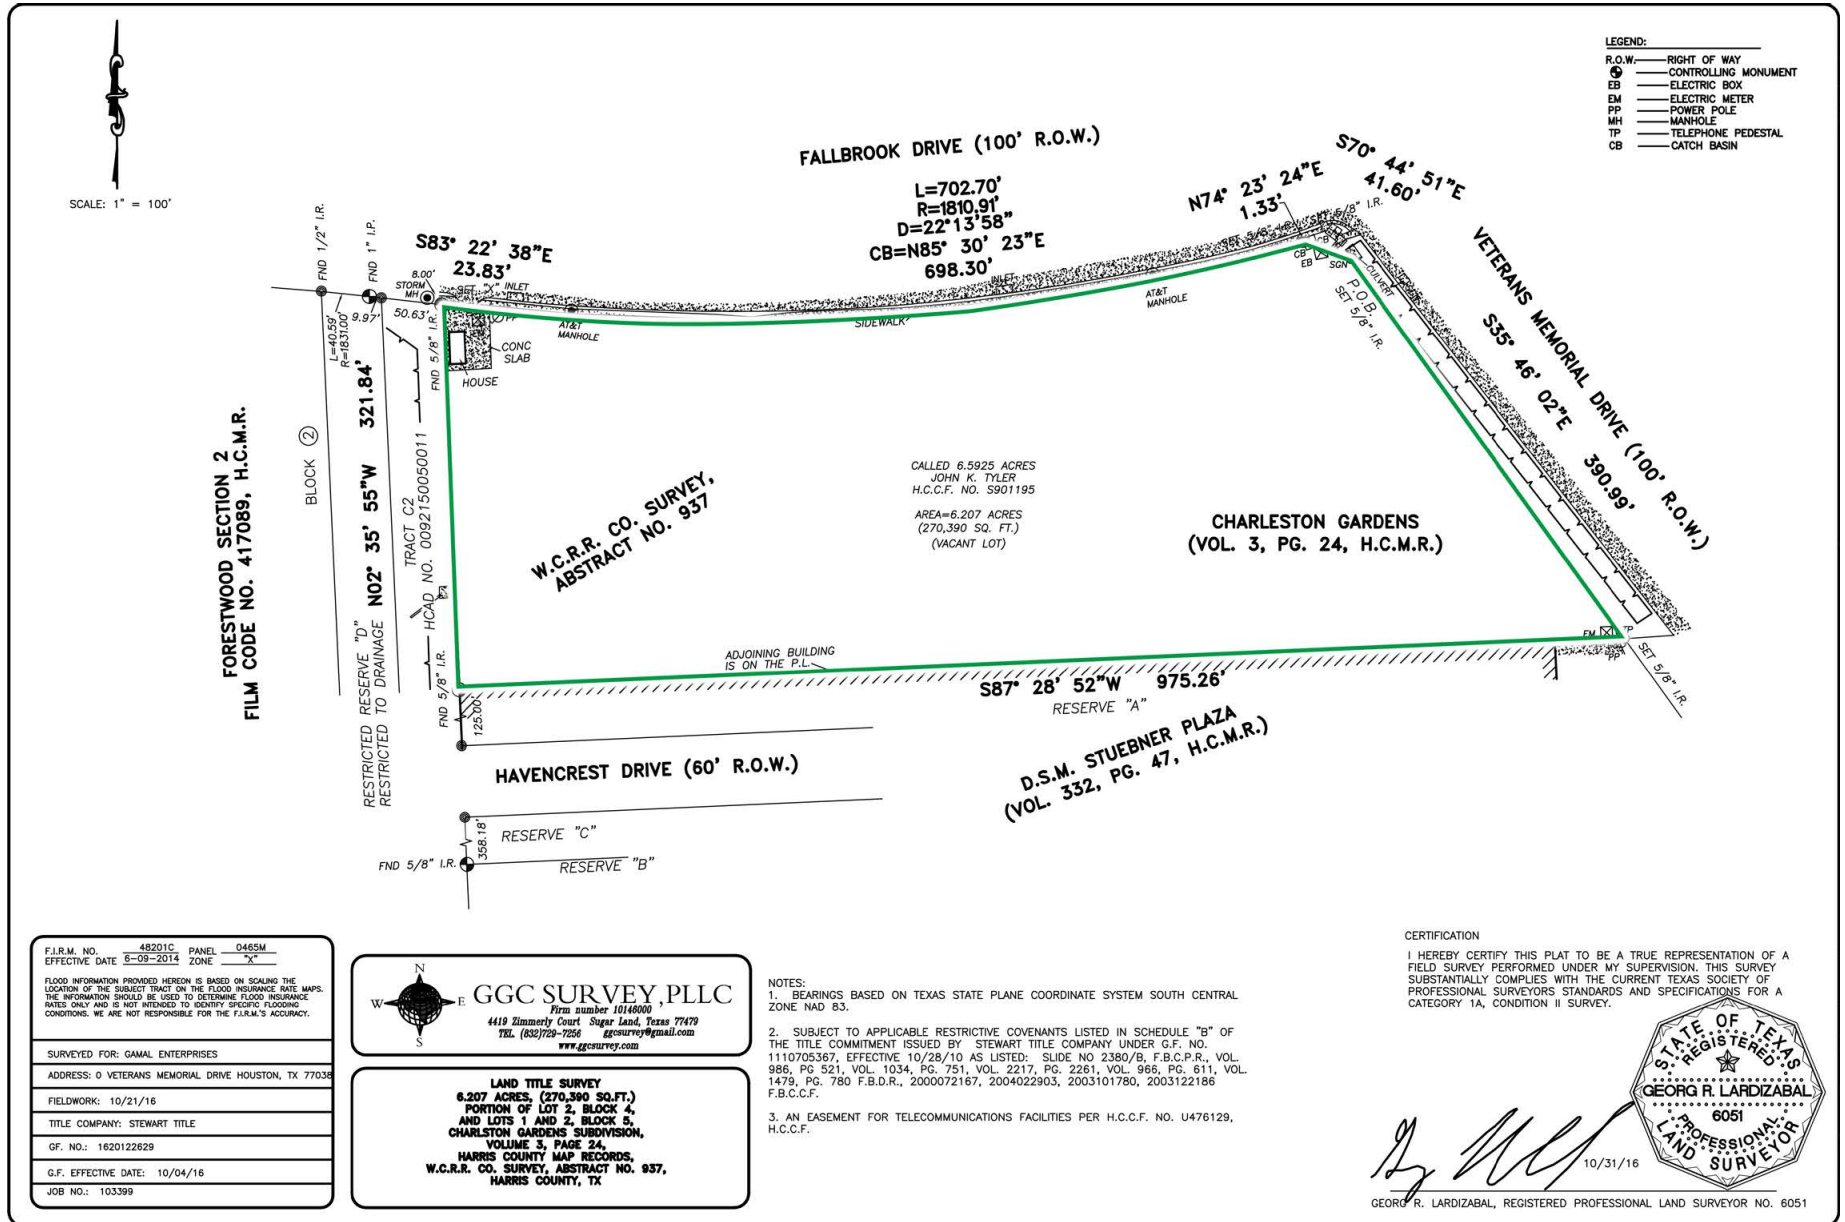 LEGEND:
R.O.W. RIGHT OF WAY
CONTROLLING MONUMENT
EB ELECTRIC BOX
EM ELECTRIC METER
PP POWER POLE
MH MANHOLE
TP TELEPHONE PEDESTAL
CB CATCH BASIN
SCALE: 1" = 100'
FALLBROOK DRIVE (100' R.O.W.)
L=702.70'
R=1810.91'
D=22°13'58"
CB=N85° 30' 23"E
698.30'
N74° 23' 24"E
1.33'
S70° 44' 51"E
41.60'
SET 5/8" I.R.
SET 5/8" I.R.
VETERANS MEMORIAL DRIVE (100' R.O.W.)
S35° 46' 02"E 390.99'
S83° 22' 38"E
23.83'
FND 1/2" I.R.
FND 1" I.P.
8.00'
STORM
MH
SET "X"
INLET
INLET
9.97'
50.63'
L=40.59'
R=1831.00'
PP
AT&T
MANHOLE
SIDEWALK
AT&T
MANHOLE
CB
EB
SGN
CB
CULVERT
P.O.B.
SET 5/8" I.R.
FND 5/8" I.R.
CONC
SLAB
HOUSE
FORESTWOOD SECTION 2
FILM CODE NO. 417089, H.C.M.R.
BLOCK 2
N02° 35' 55"W 321.84'
RESTRICTED RESERVE "D"
RESTRICTED TO DRAINAGE
TRACT C2
HCAD NO. 0092150050011
W.C.R.R. CO. SURVEY,
ABSTRACT NO. 937
CALLED 6.5925 ACRES
JOHN K. TYLER
H.C.C.F. NO. S901195
AREA=6.207 ACRES
(270,390 SQ. FT.)
(VACANT LOT)
CHARLESTON GARDENS
(VOL. 3, PG. 24, H.C.M.R.)
ADJOINING BUILDING
IS ON THE P.L.
EM
TP
PP
SET 5/8" I.R.
FND 5/8" I.R.
125.00'
S87° 28' 52"W 975.26'
RESERVE "A"
D.S.M. STUEBNER PLAZA
(VOL. 332, PG. 47, H.C.M.R.)
HAVENCREST DRIVE (60' R.O.W.)
RESERVE "C"
358.18'
FND 5/8" I.R.
RESERVE "B"
F.I.R.M. NO. 48201C PANEL 0465M
EFFECTIVE DATE 6-09-2014 ZONE "X"
FLOOD INFORMATION PROVIDED HEREON IS BASED ON SCALING THE
LOCATION OF THE SUBJECT TRACT ON THE FLOOD INSURANCE RATE MAPS.
THE INFORMATION SHOULD BE USED TO DETERMINE FLOOD INSURANCE
RATES ONLY AND IS NOT INTENDED TO IDENTIFY SPECIFIC FLOODING
CONDITIONS. WE ARE NOT RESPONSIBLE FOR THE F.I.R.M.'S ACCURACY.
SURVEYED FOR: GAMAL ENTERPRISES
ADDRESS: 0 VETERANS MEMORIAL DRIVE HOUSTON, TX 77038
FIELDWORK: 10/21/16
TITLE COMPANY: STEWART TITLE
GF. NO.: 1620122629
G.F. EFFECTIVE DATE: 10/04/16
JOB NO.: 103399
N
W E
S
GGC SURVEY,PLLC
Firm number 10146000
4419 Zimmerly Court Sugar Land, Texas 77479
TEL. (832)729-7256 ggcsurvey@gmail.com
www.ggcsurvey.com
LAND TITLE SURVEY
6.207 ACRES, (270,390 SQ.FT.)
PORTION OF LOT 2, BLOCK 4,
AND LOTS 1 AND 2, BLOCK 5,
CHARLSTON GARDENS SUBDIVISION,
VOLUME 3, PAGE 24,
HARRIS COUNTY MAP RECORDS,
W.C.R.R. CO. SURVEY, ABSTRACT NO. 937,
HARRIS COUNTY, TX
NOTES:
1. BEARINGS BASED ON TEXAS STATE PLANE COORDINATE SYSTEM SOUTH CENTRAL
ZONE NAD 83.
2. SUBJECT TO APPLICABLE RESTRICTIVE COVENANTS LISTED IN SCHEDULE "B" OF
THE TITLE COMMITMENT ISSUED BY STEWART TITLE COMPANY UNDER G.F. NO.
1110705367, EFFECTIVE 10/28/10 AS LISTED: SLIDE NO 2380/B, F.B.C.P.R., VOL.
986, PG 521, VOL. 1034, PG. 751, VOL. 2217, PG. 2261, VOL. 966, PG. 611, VOL.
1479, PG. 780 F.B.D.R., 2000072167, 2004022903, 2003101780, 2003122186
F.B.C.C.F.
3. AN EASEMENT FOR TELECOMMUNICATIONS FACILITIES PER H.C.C.F. NO. U476129,
H.C.C.F.
CERTIFICATION
I HEREBY CERTIFY THIS PLAT TO BE A TRUE REPRESENTATION OF A
FIELD SURVEY PERFORMED UNDER MY SUPERVISION. THIS SURVEY
SUBSTANTIALLY COMPLIES WITH THE CURRENT TEXAS SOCIETY OF
PROFESSIONAL SURVEYORS STANDARDS AND SPECIFICATIONS FOR A
CATEGORY 1A, CONDITION II SURVEY.
STATE OF TEXAS
REGISTERED
GEORG R. LARDIZABAL
6051
PROFESSIONAL
LAND SURVEYOR
10/31/16
GEORG R. LARDIZABAL, REGISTERED PROFESSIONAL LAND SURVEYOR NO. 6051